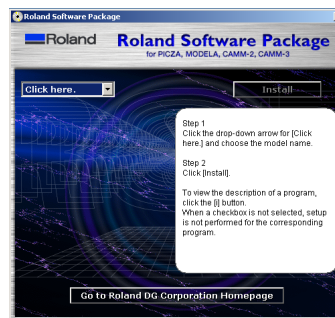 Roland Software Package
Roland
Roland Software Package
for PICZA, MODELA, CAMM-2, CAMM-3
Click here.
Install
Step 1
Click the drop-down arrow for [Click
here.] and choose the model name.
Step 2
Click [Install].
To view the description of a program,
click the [i] button.
When a checkbox is not selected, setup
is not performed for the corresponding
program.
Go to Roland DG Corporation Homepage